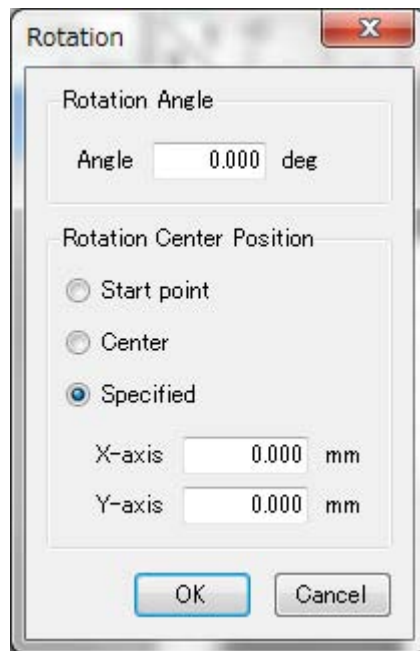 Rotation
Rotation Angle
Angle 0.000 deg
Rotation Center Position
Start point
Center
Specified
X-axis 0.000 mm
Y-axis 0.000 mm
OK Cancel